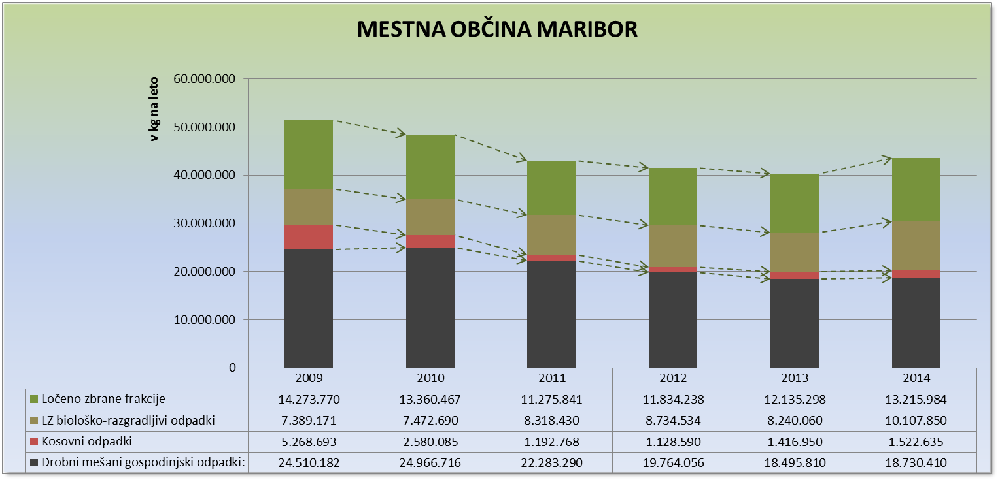 MESTNA OBČINA MARIBOR
v kg na leto
60.000.000
50.000.000
40.000.000
30.000.000
20.000.000
10.000.000
0
2009 2010 2011 2012 2013 2014
Ločeno zbrane frakcije 14.273.770 13.360.467 11.275.841 11.834.238 12.135.298 13.215.984
LZ biološko-razgradljivi odpadki 7.389.171 7.472.690 8.318.430 8.734.534 8.240.060 10.107.850
Kosovni odpadki 5.268.693 2.580.085 1.192.768 1.128.590 1.416.950 1.522.635
Drobni mešani gospodinjski odpadki: 24.510.182 24.966.716 22.283.290 19.764.056 18.495.810 18.730.410